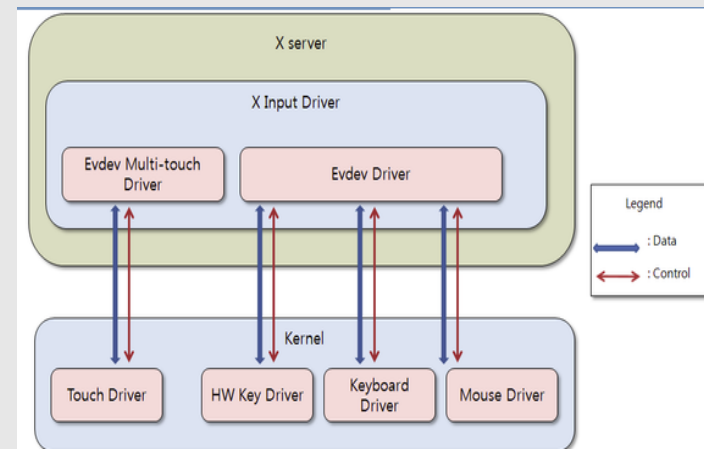 X server
X Input Driver
Evdev Multi-touch
Driver
Evdev Driver
Legend
: Data
: Control
Kernel
Touch Driver
HW Key Driver
Keyboard
Driver
Mouse Driver